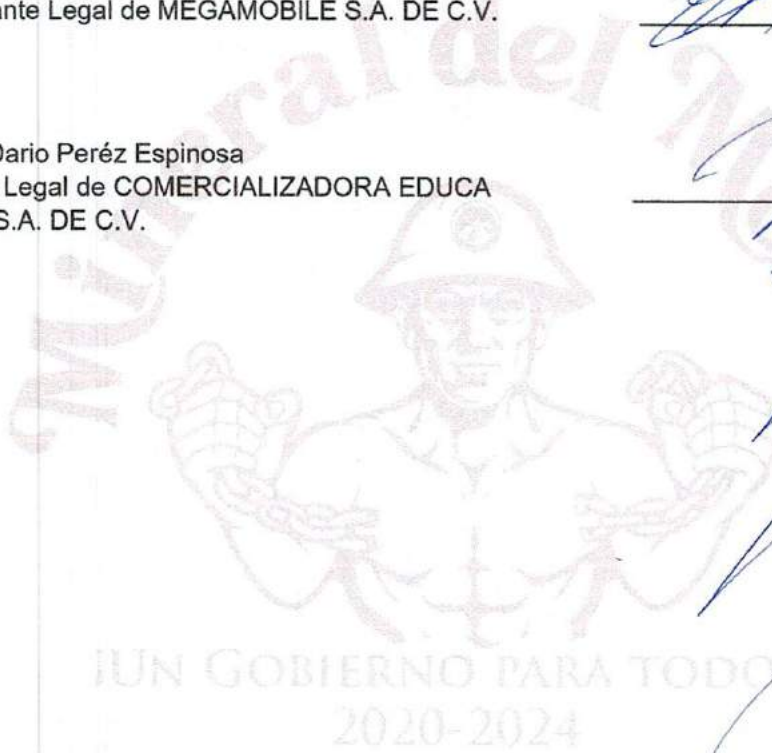 ante Legal de MEGAMOBILE S.A. DE C.V.
Dario Peréz Espinosa
Legal de COMERCIALIZADORA EDUCA
S.A. DE C.V.
Mineral del M
¡UN GOBIERNO PARA TODO
2020-2024